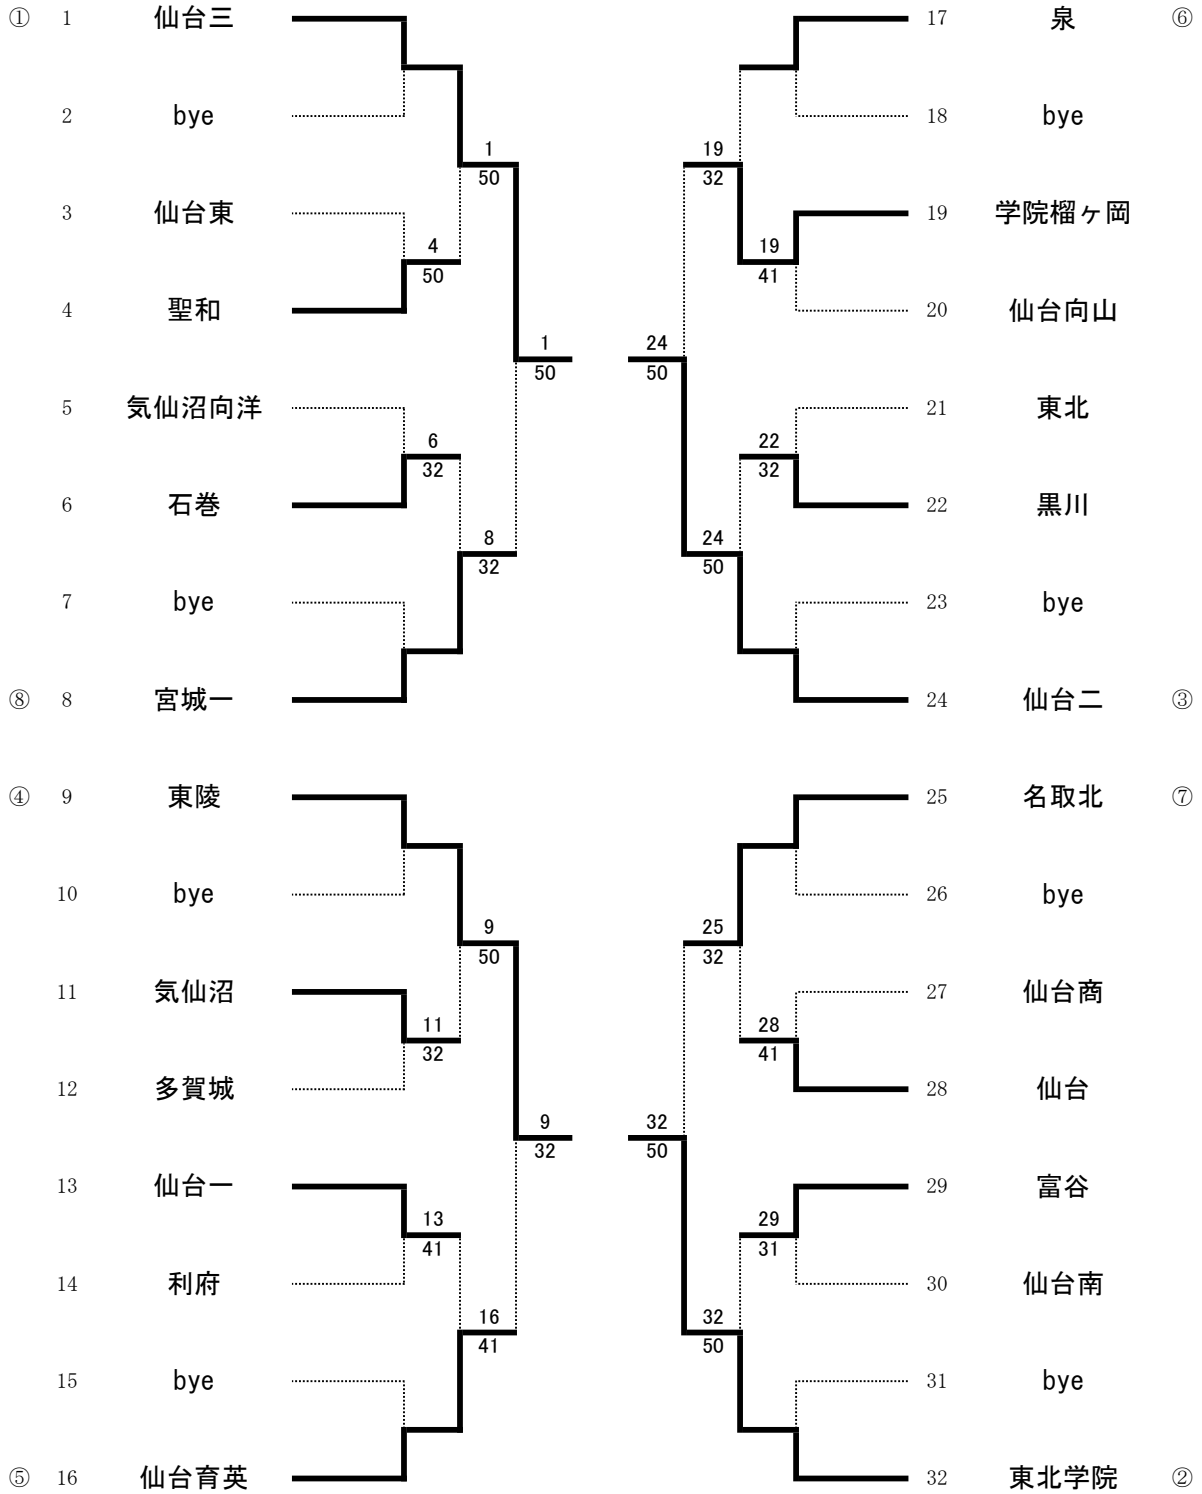 ① 1 仙台三
2 bye
1
50
3 仙台東
4
50
4 聖和
1
50
5 気仙沼向洋
6
32
6 石巻
8
32
7 bye
⑧ 8 宮城一
17 泉 ⑥
18 bye
19
32
19 学院榴ヶ岡
19
41
20 仙台向山
24
50
21 東北
22
32
22 黒川
24
50
23 bye
24 仙台二 ③
④ 9 東陵
10 bye
9
50
11 気仙沼
11
32
12 多賀城
9
32
13 仙台一
13
41
14 利府
16
41
15 bye
⑤ 16 仙台育英
25 名取北 ⑦
26 bye
25
32
27 仙台商
28
41
28 仙台
32
50
29 富谷
29
31
30 仙台南
32
50
31 bye
32 東北学院 ②